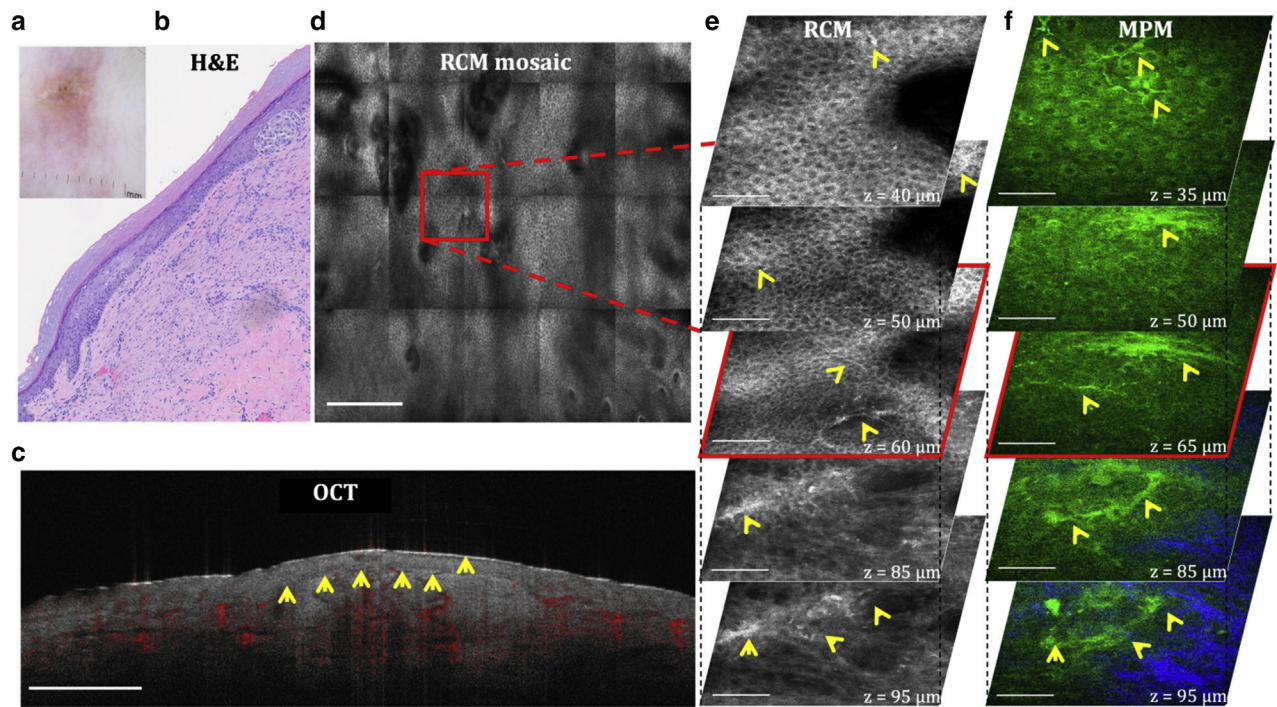 a
b
H&E
mm
c
OCT
d
RCM mosaic
e
RCM
z = 40 µm
z = 50 µm
z = 60 µm
z = 85 µm
z = 95 µm
f
MPM
z = 35 µm
z = 50 µm
z = 65 µm
z = 85 µm
z = 95 µm